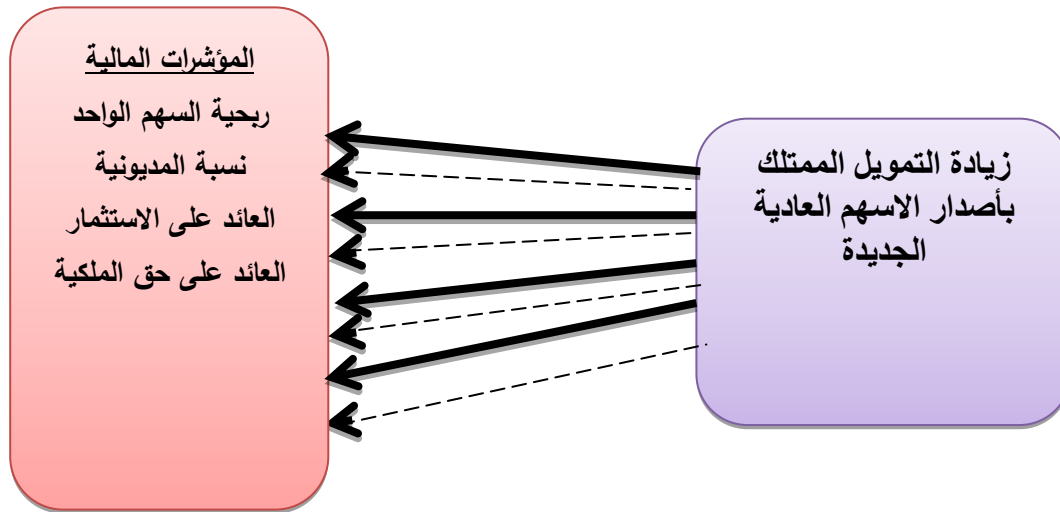 المؤشرات المالية
ربحية السهم الواحد
نسبة المديونية
العائد على الاستثمار
العائد على حق الملكية
زيادة التمويل الممتلك
بأصدار الاسهم العادية
الجديدة